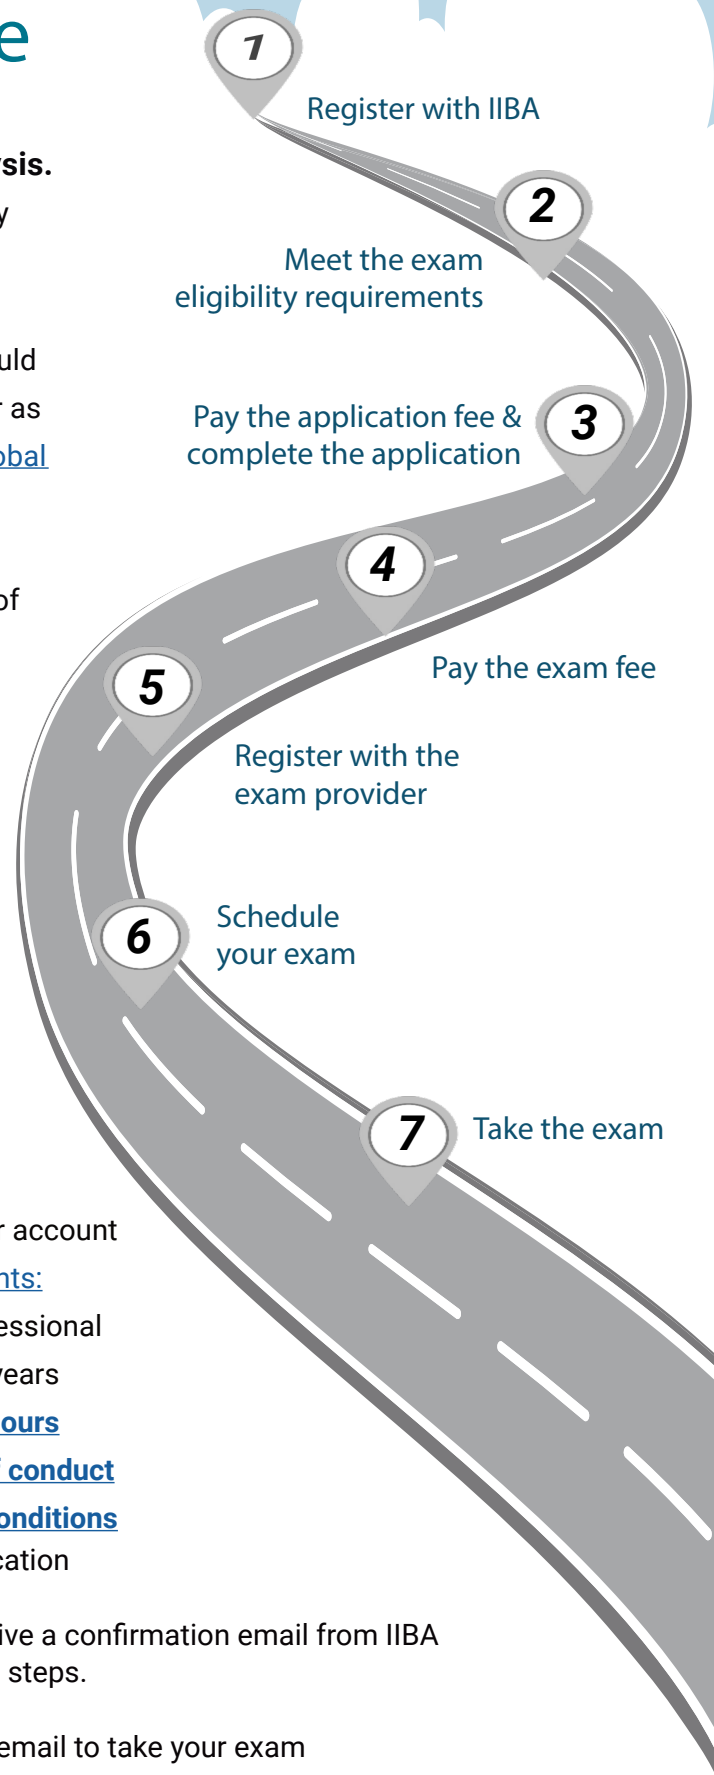 e
1
Register with IIBA
sis.
y
2
Meet the exam
eligibility requirements
uld
as
obal
3
Pay the application fee &
complete the application
4
of
Pay the exam fee
5
Register with the
exam provider
6
Schedule
your exam
7
Take the exam
r account
nts:
essional
years
ours
f conduct
onditions
cation
ive a confirmation email from IIBA
steps.
email to take your exam